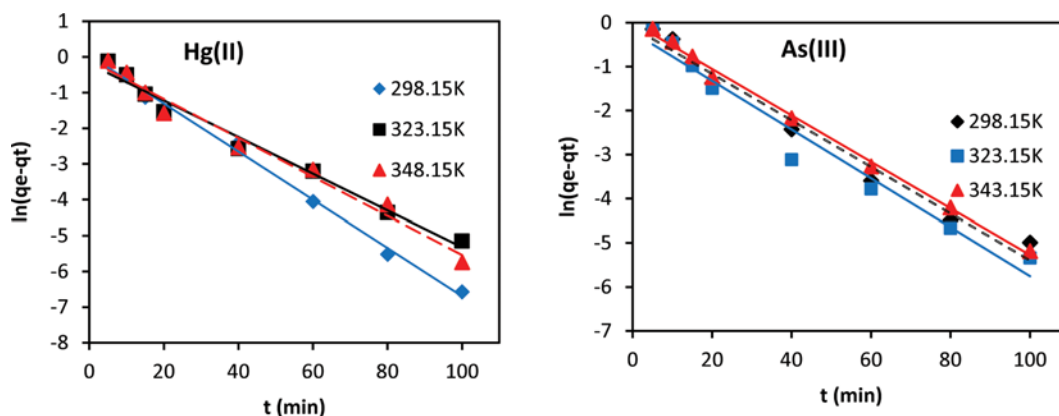 Hg(II)
ln(qe-qt)
1
0
-1
-2
-3
-4
-5
-6
-7
-8
298.15K
323.15K
348.15K
0 20 40 60 80 100
t (min)
As(III)
ln(qe-qt)
0
-1
-2
-3
-4
-5
-6
-7
298.15K
323.15K
343.15K
0 20 40 60 80 100
t (min)